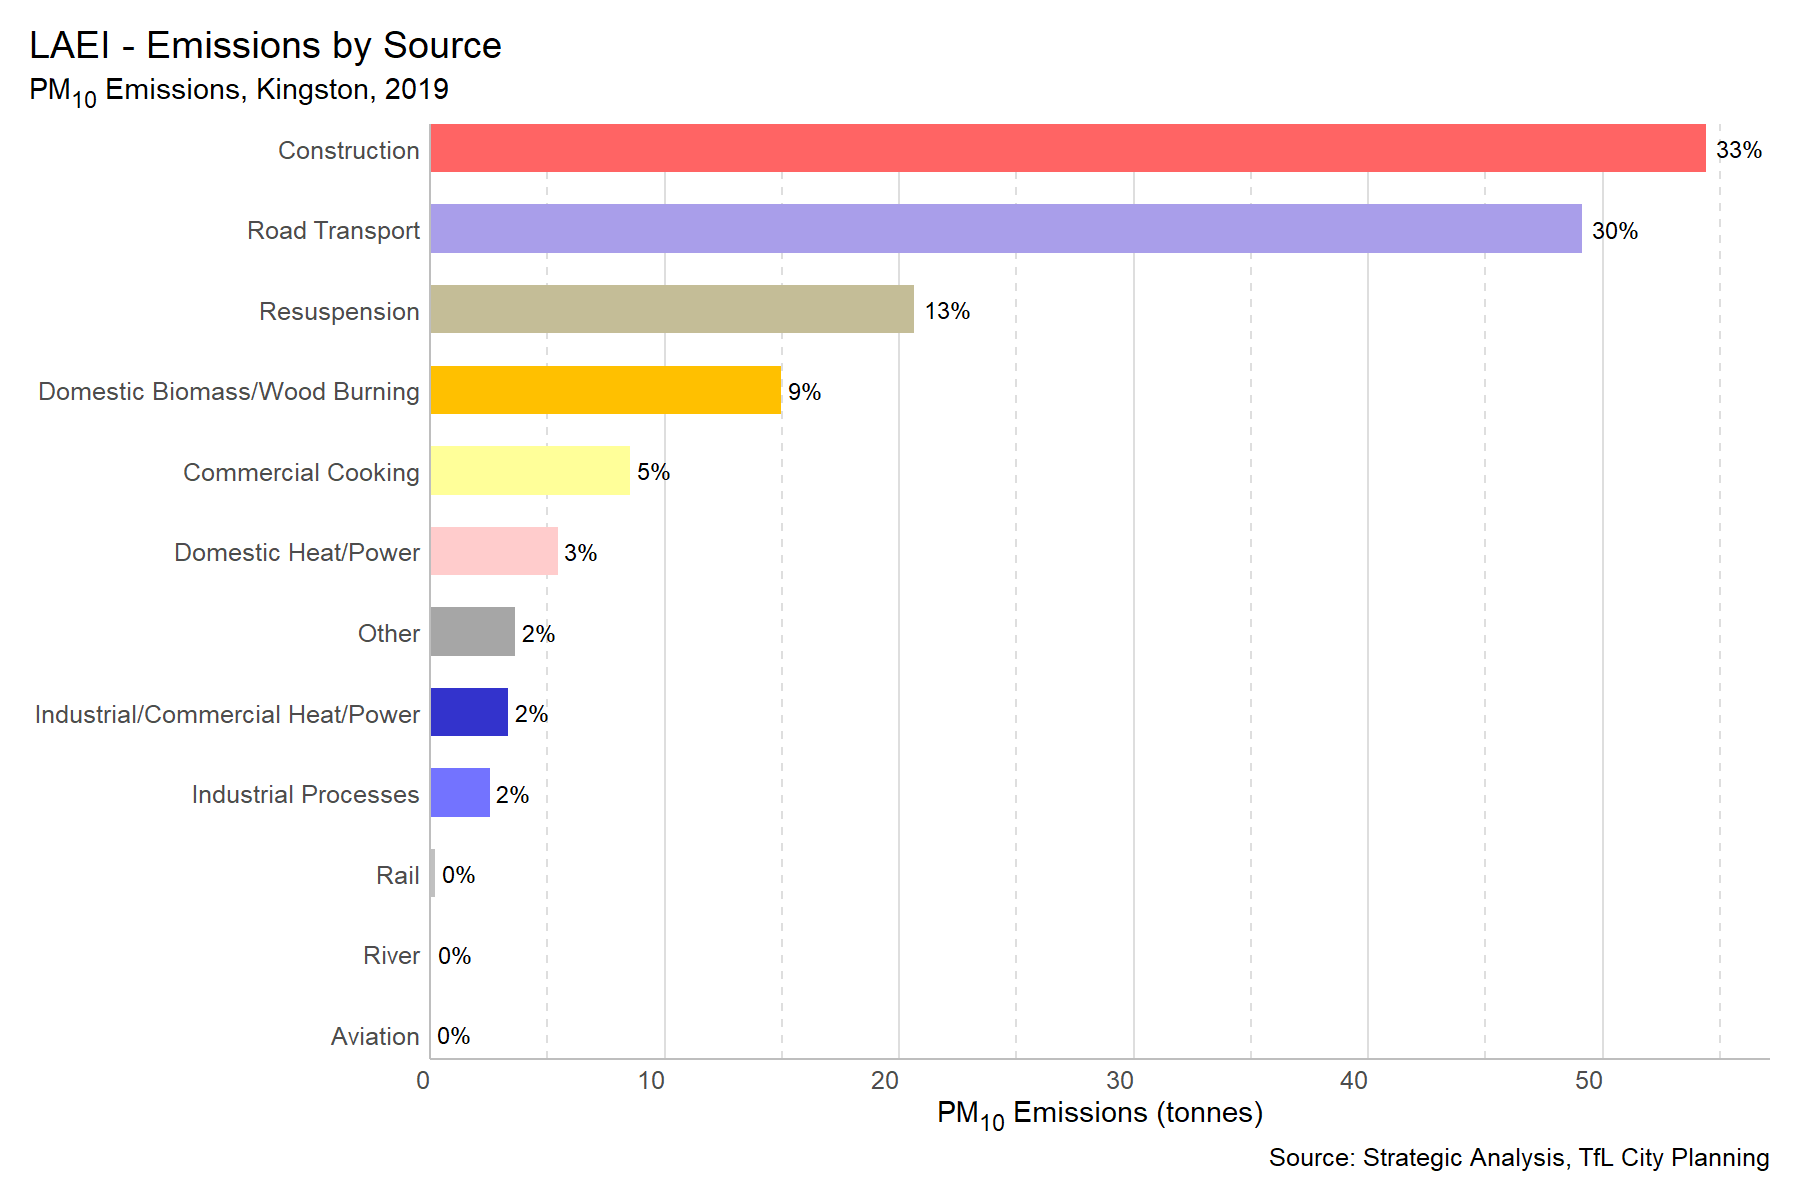 LAEI - Emissions by Source
PM10 Emissions, Kingston, 2019
Construction 33%
Road Transport 30%
Resuspension 13%
Domestic Biomass/Wood Burning 9%
Commercial Cooking 5%
Domestic Heat/Power 3%
Other 2%
Industrial/Commercial Heat/Power 2%
Industrial Processes 2%
Rail 0%
River 0%
Aviation 0%
0 10 20 30 40 50
PM10 Emissions (tonnes)
Source: Strategic Analysis, TfL City Planning